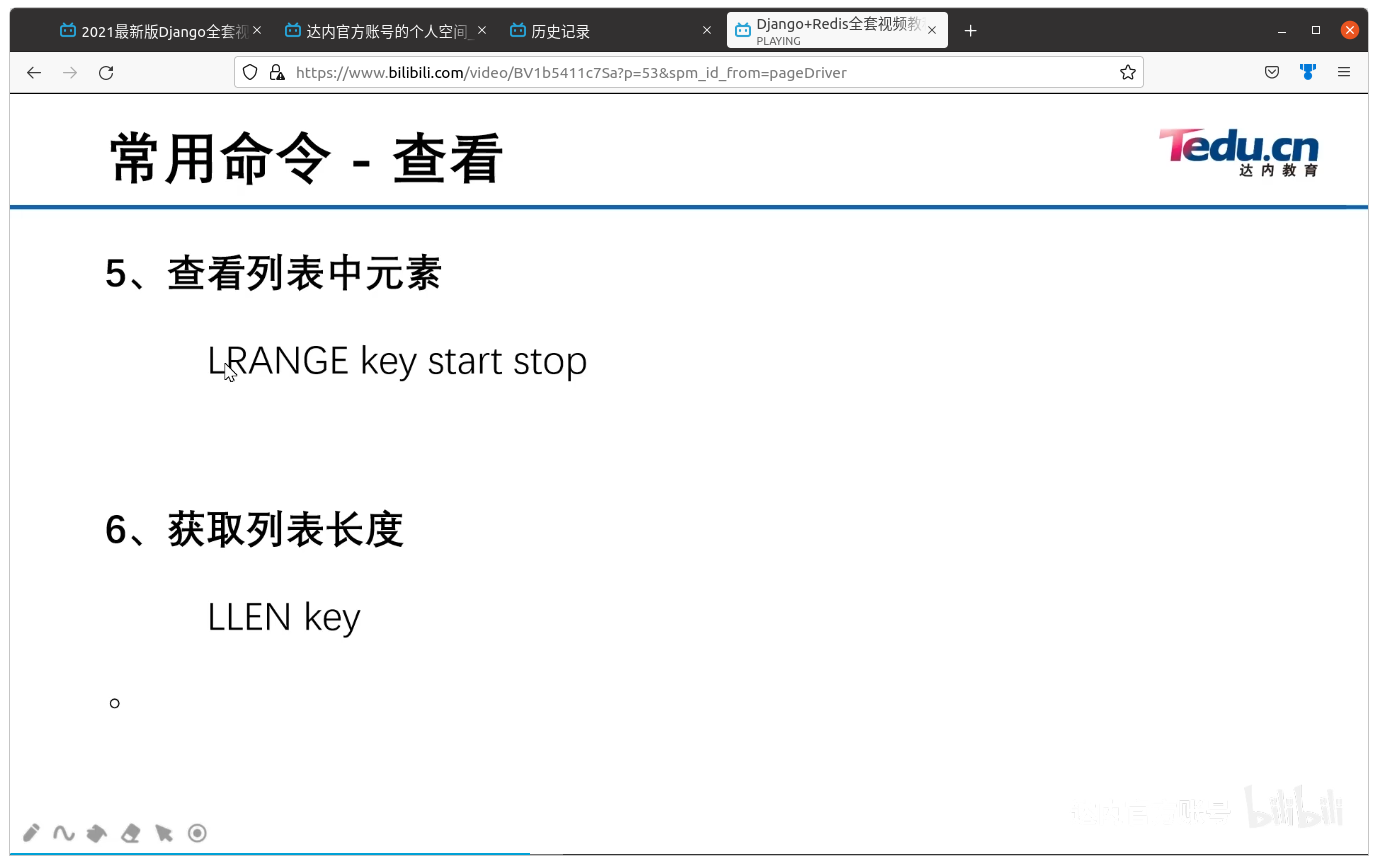 2021最新版Django全套视
达内官方账号的个人空间_
历史记录
Django+Redis全套视频教
PLAYING
https://www.bilibili.com/video/BV1b5411c7Sa?p=53&spm_id_from=pageDriver
常用命令 - 查看
Tedu.cn
达内教育
5、查看列表中元素
LRANGE key start stop
6、获取列表长度
LLEN key
。
达内官方账号 bilibili